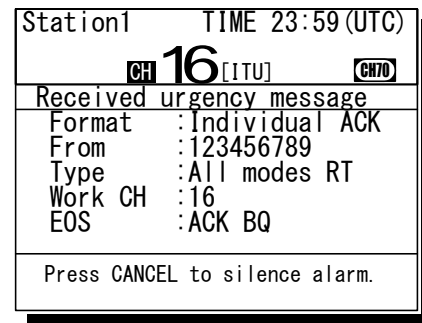 Station1 TIME 23:59(UTC)
CH 16[ITU] CH70
Received urgency message
Format :Individual ACK
From :123456789
Type :All modes RT
Work CH :16
EOS :ACK BQ
Press CANCEL to silence alarm.